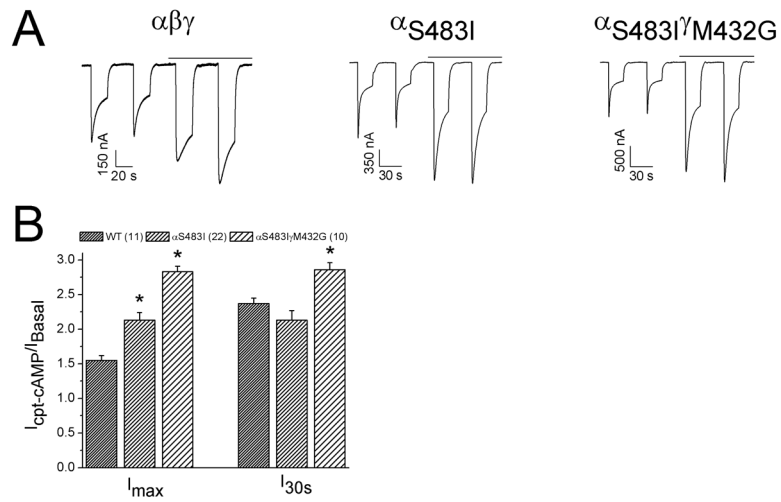 A
αβγ
αS483I
αS483IγM432G
150 nA
20 s
350 nA
30 s
500 nA
30 s
B
WT (11)
αS483I (22)
αS483IγM432G (10)
*
*
*
Icpt-cAMP/IBasal
3.0
2.5
2.0
1.5
1.0
0.5
0.0
Imax
I30s